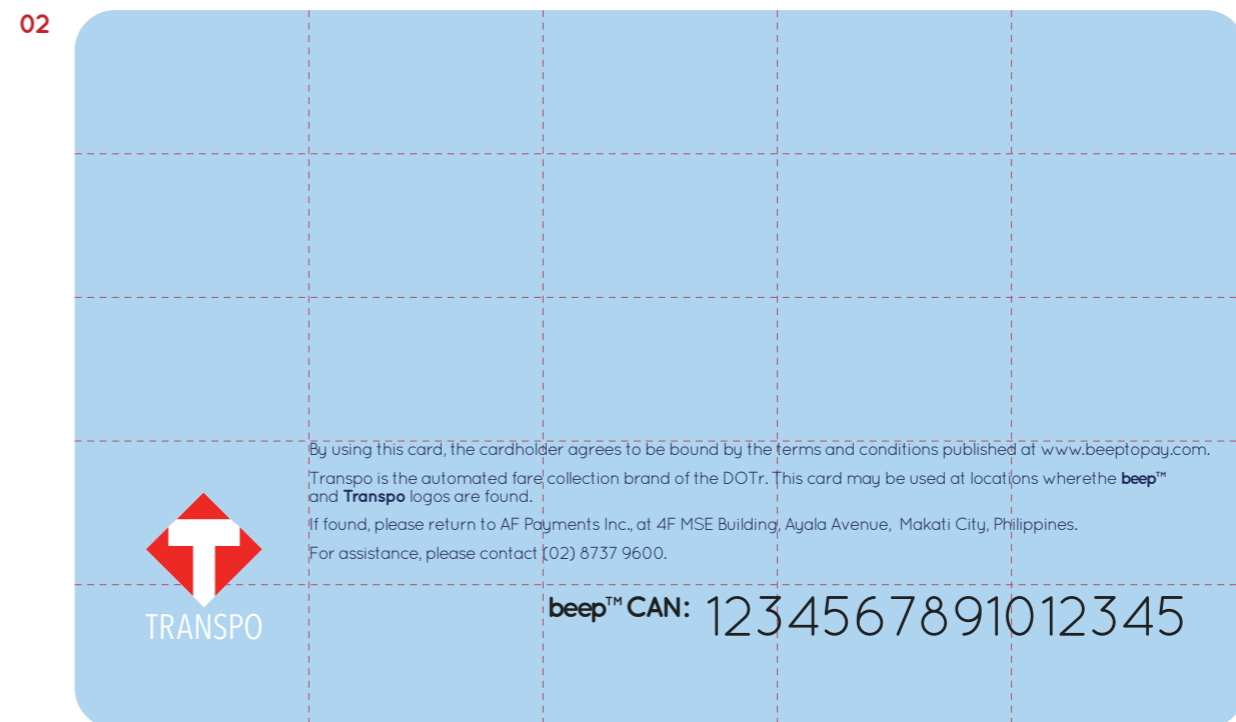 02
By using this card, the cardholder agrees to be bound by the terms and conditions published at www.beeptopay.com.
Transpo is the automated fare collection brand of the DOTr. This card may be used at locations wherethe beep™
and Transpo logos are found.
If found, please return to AF Payments Inc., at 4F MSE Building, Ayala Avenue, Makati City, Philippines.
For assistance, please contact (02) 8737 9600.
TRANSPO
beep™ CAN: 1234567891012345